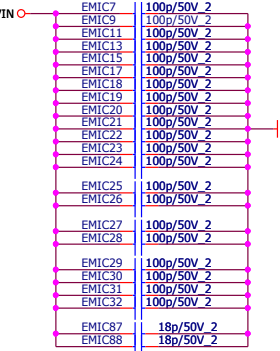 VIN
EMIC7 100p/50V_2
EMIC9 100p/50V_2
EMIC11 100p/50V_2
EMIC13 100p/50V_2
EMIC15 100p/50V_2
EMIC17 100p/50V_2
EMIC18 100p/50V_2
EMIC19 100p/50V_2
EMIC20 100p/50V_2
EMIC21 100p/50V_2
EMIC22 100p/50V_2
EMIC23 100p/50V_2
EMIC24 100p/50V_2
EMIC25 100p/50V_2
EMIC26 100p/50V_2
EMIC27 100p/50V_2
EMIC28 100p/50V_2
EMIC29 100p/50V_2
EMIC30 100p/50V_2
EMIC31 100p/50V_2
EMIC32 100p/50V_2
EMIC87 18p/50V_2
EMIC88 18p/50V_2